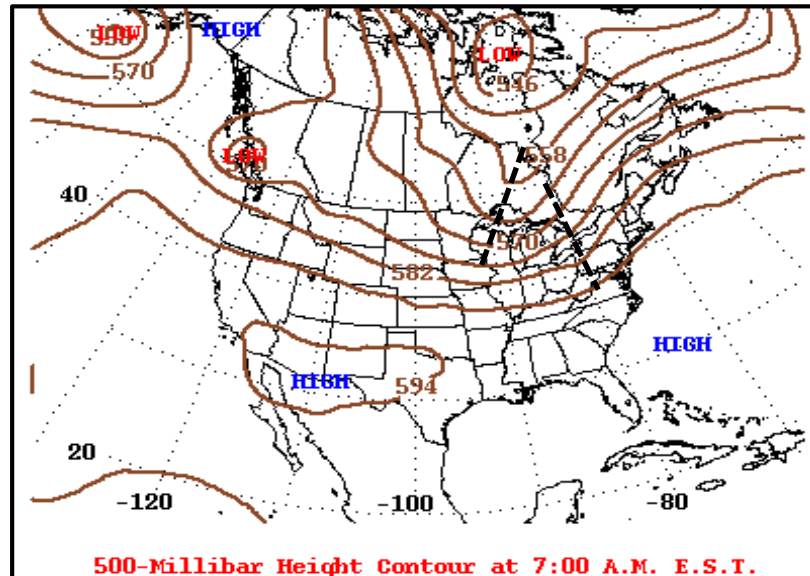 LOW HIGH
LOW
570
546
LOW
558
40
570
582
HIGH
HIGH
594
20
-120
-100
-80
500-Millibar Height Contour at 7:00 A.M. E.S.T.